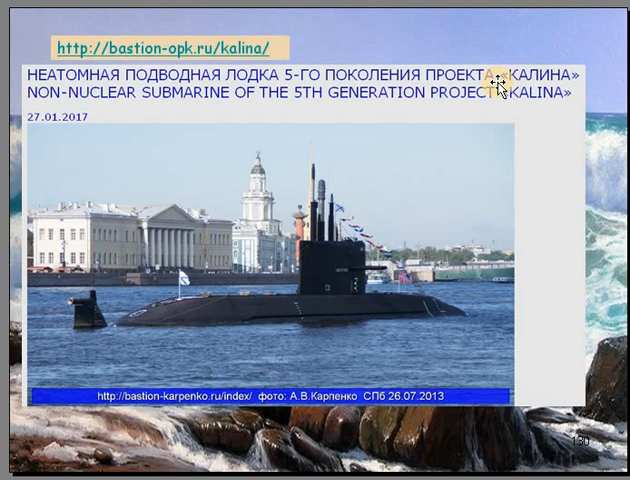 http://bastion-opk.ru/kalina/
НЕАТОМНАЯ ПОДВОДНАЯ ЛОДКА 5-ГО ПОКОЛЕНИЯ ПРОЕКТА «КАЛИНА»
NON-NUCLEAR SUBMARINE OF THE 5TH GENERATION PROJECT «KALINA»
27.01.2017
http://bastion-karpenko.ru/index/ фото: А.В.Карпенко СПб 26.07.2013
130